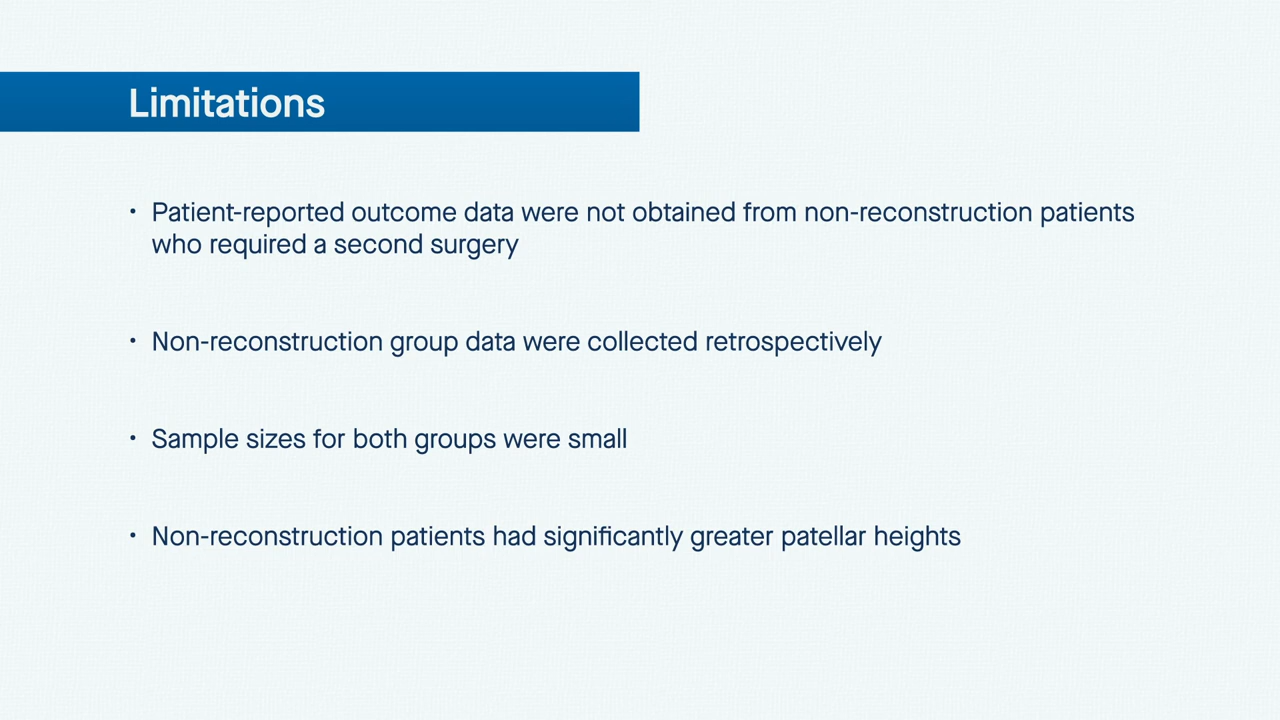 Limitations
• Patient-reported outcome data were not obtained from non-reconstruction patients
who required a second surgery
• Non-reconstruction group data were collected retrospectively
• Sample sizes for both groups were small
• Non-reconstruction patients had significantly greater patellar heights